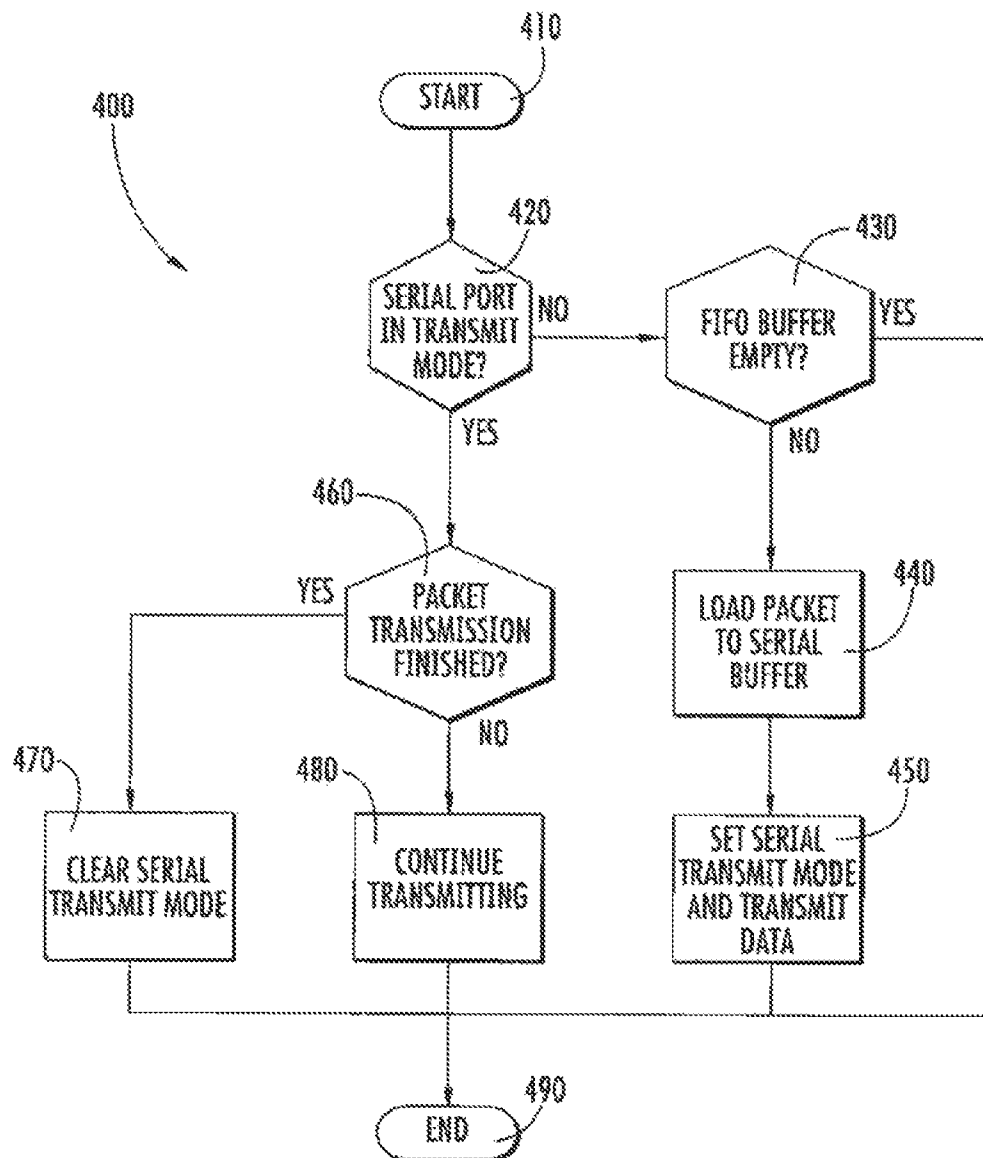 410
START
400
420
430
SERIAL PORT
IN TRANSMIT
MODE?
NO
FIFO BUFFER
EMPTY?
YES
YES
NO
460
YES
PACKET
TRANSMISSION
FINISHED?
440
LOAD PACKET
TO SERIAL
BUFFER
NO
470
480
450
CLEAR SERIAL
TRANSMIT MODE
CONTINUE
TRANSMITTING
SET SERIAL
TRANSMIT MODE
AND TRANSMIT
DATA
490
END